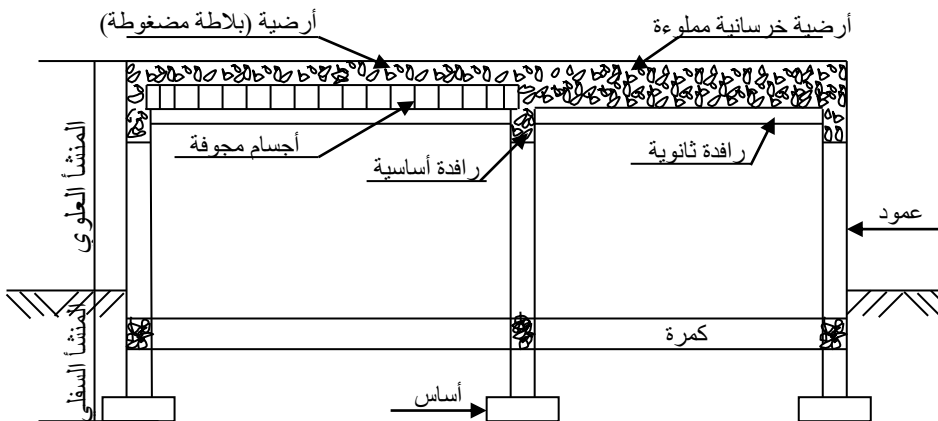 أرضية خرسانية مملوءة
أرضية (بلاطة مضغوطة)
أجسام مجوفة
رافدة أساسية
رافدة ثانوية
المنشأ العلوي
عمود
المنشأ السفلي
كمرة
أساس